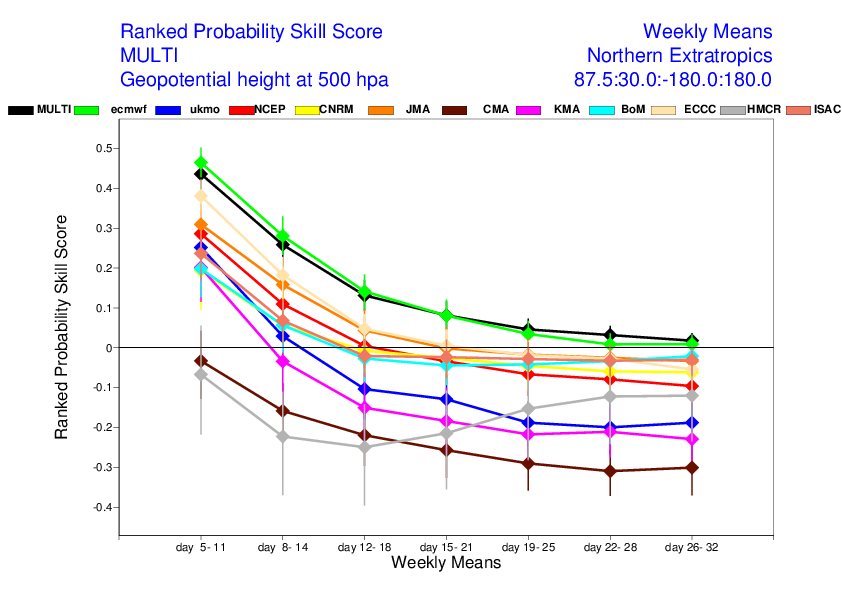 Ranked Probability Skill Score
MULTI
Geopotential height at 500 hpa
Weekly Means
Northern Extratropics
87.5:30.0:-180.0:180.0
MULTI ecmwf ukmo NCEP CNRM JMA CMA KMA BoM ECCC HMCR ISAC
Ranked Probability Skill Score
0.5
0.4
0.3
0.2
0.1
0
-0.1
-0.2
-0.3
-0.4
day 5-11 day 8-14 day 12-18 day 15-21 day 19-25 day 22-28 day 26-32
Weekly Means